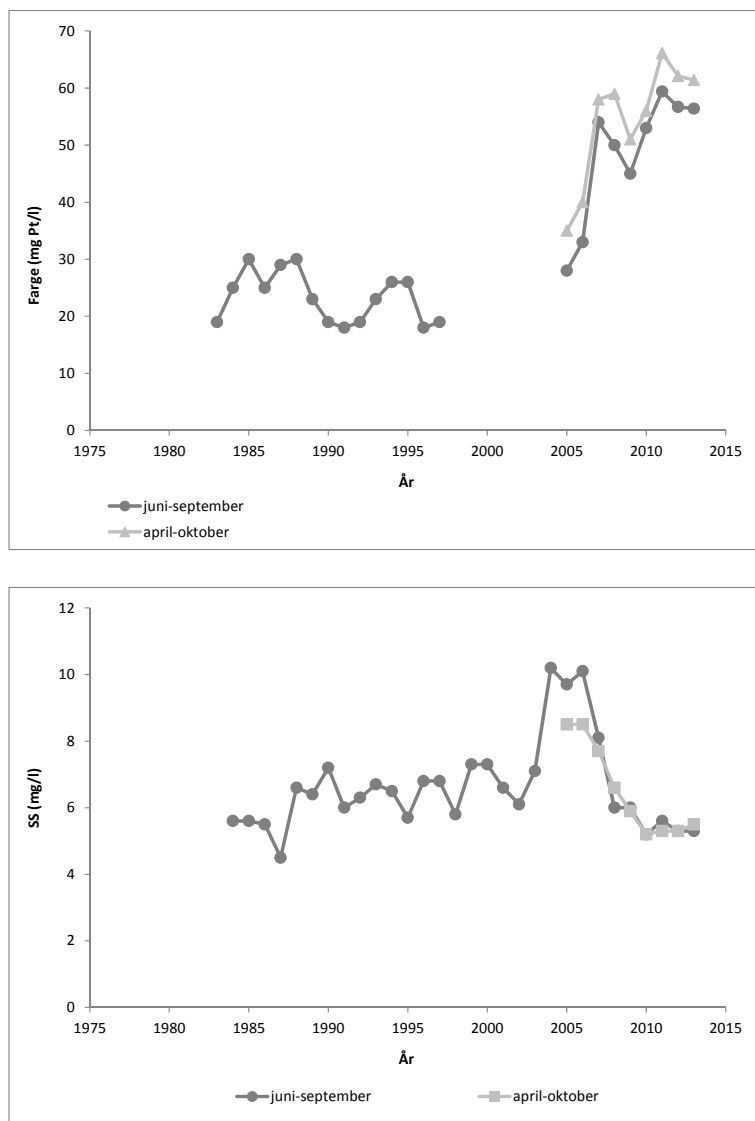 70
60
50
40
30
20
10
0
Farge (mg Pt/l)
1975 1980 1985 1990 1995 2000 2005 2010 2015
År
juni-september
april-oktober
12
10
8
6
4
2
0
SS (mg/l)
1975 1980 1985 1990 1995 2000 2005 2010 2015
År
juni-september april-oktober